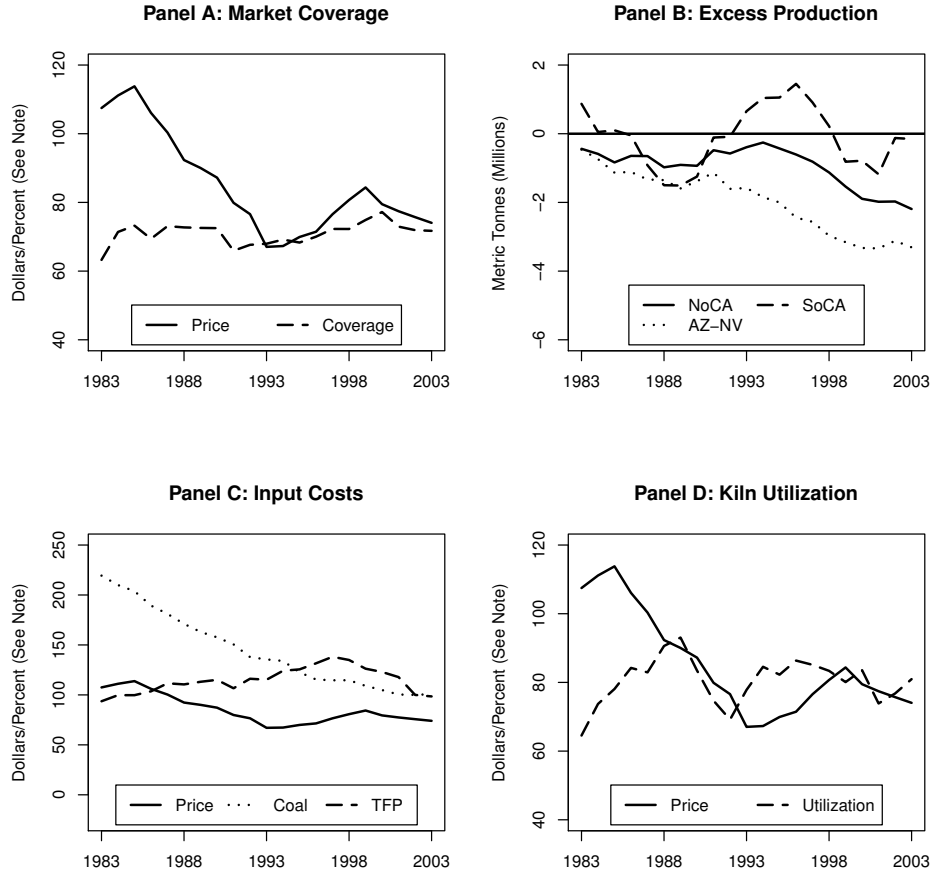 Panel A: Market Coverage
Dollars/Percent (See Note)
120
100
80
60
40
Price
Coverage
1983
1988
1993
1998
2003
Panel B: Excess Production
Metric Tonnes (Millions)
2
0
−2
−4
−6
NoCA
SoCA
AZ−NV
1983
1988
1993
1998
2003
Panel C: Input Costs
Dollars/Percent (See Note)
250
200
150
100
50
0
Price
Coal
TFP
1983
1988
1993
1998
2003
Panel D: Kiln Utilization
Dollars/Percent (See Note)
120
100
80
60
40
Price
Utilization
1983
1988
1993
1998
2003